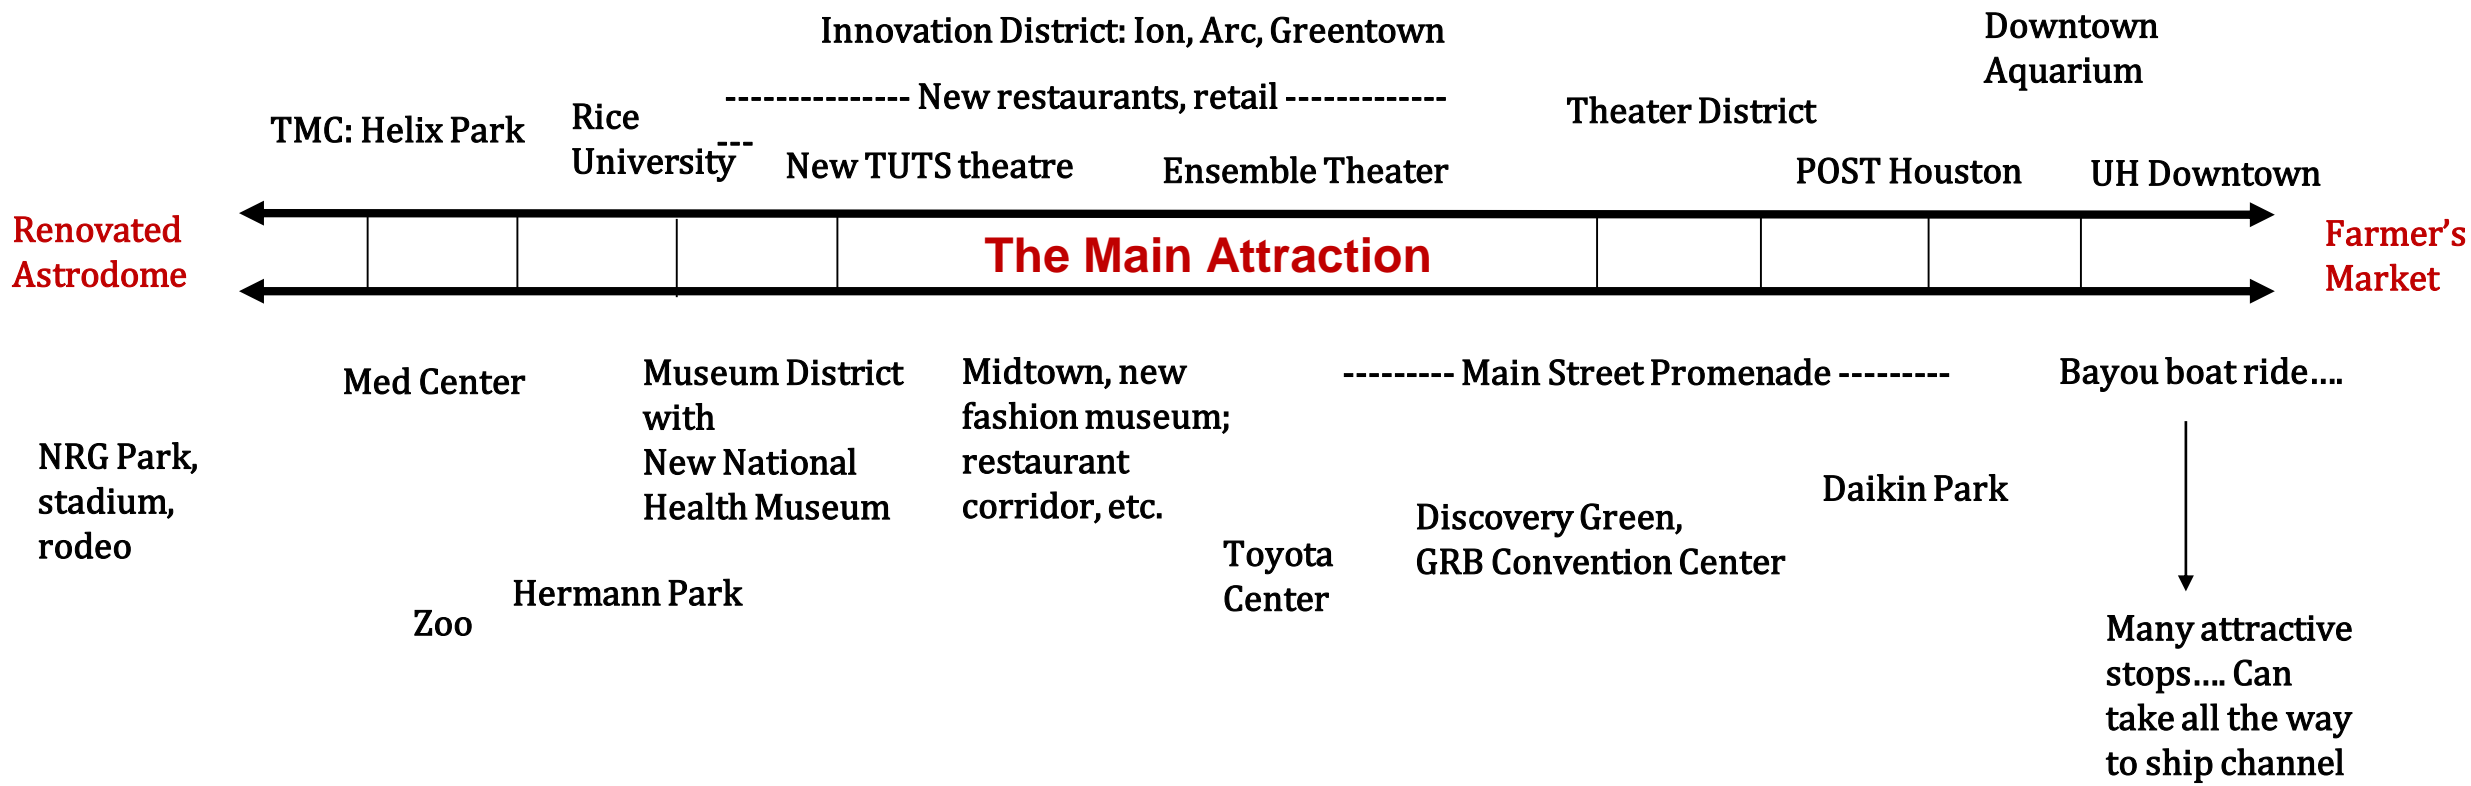 Innovation District: Ion, Arc, Greentown
Downtown
Aquarium
--------------- New restaurants, retail -------------
Theater District
TMC: Helix Park
Rice
University
---
New TUTS theatre
Ensemble Theater
POST Houston
UH Downtown
Renovated
Astrodome
The Main Attraction
Farmer’s
Market
Med Center
Museum District
with
New National
Health Museum
Midtown, new
fashion museum;
restaurant
corridor, etc.
--------- Main Street Promenade ---------
Bayou boat ride....
NRG Park,
stadium,
rodeo
Daikin Park
Discovery Green,
GRB Convention Center
Toyota
Center
Hermann Park
Zoo
Many attractive
stops.... Can
take all the way
to ship channel